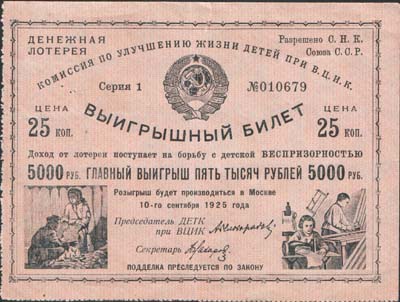 ДЕНЕЖНАЯ
ЛОТЕРЕЯ
Разрешено С. Н. К.
Союза С. С. Р.
КОМИССИЯ ПО УЛУЧШЕНИЮ ЖИЗНИ ДЕТЕЙ ПРИ В.Ц.И.К.
Серия 1
№010679
ЦЕНА
25 КОП.
ВЫИГРЫШНЫЙ БИЛЕТ
ЦЕНА
25 КОП.
Доход от лотереи поступает на борьбу с детской БЕСПРИЗОРНОСТЬЮ
5000 РУБ. ГЛАВНЫЙ ВЫИГРЫШ ПЯТЬ ТЫСЯЧ РУБЛЕЙ 5000 РУБ.
Розыгрыш будет производиться в Москве
10-го сентября 1925 года
Председатель ДЕТК
при ВЦИК
Секретарь
ПОДДЕЛКА ПРЕСЛЕДУЕТСЯ ПО ЗАКОНУ